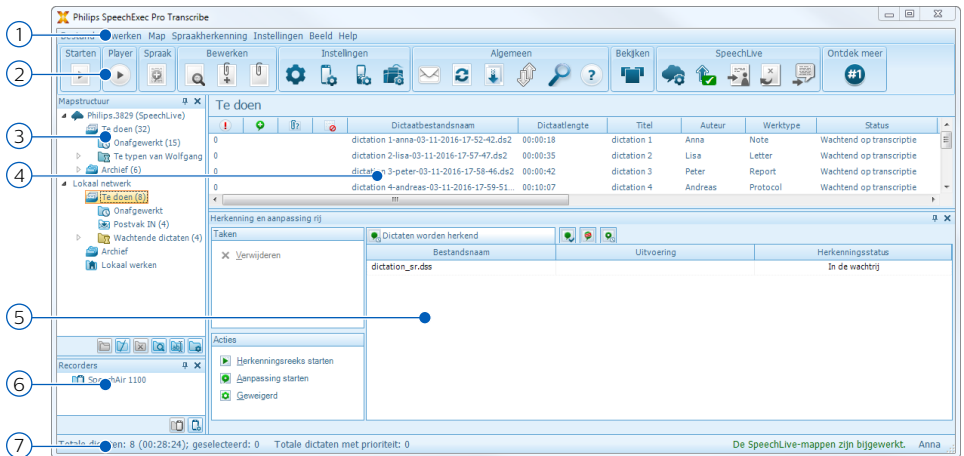 Philips SpeechExec Pro Transcribe
1
Bestand Bewerken Map Spraakherkenning Instellingen Beeld Help
Starten Player Spraak Bewerken Instellingen Algemeen Bekijken SpeechLive Ontdek meer
2
#1
Mapstructuur
Te doen
Philips.3829 (SpeechLive)
3
Te doen (32)
Dictaatbestandsnaam Dictaatlengte Titel Auteur Werktype Status
Onafgewerkt (15)
0 dictation 1-anna-03-11-2016-17-52-42.ds2 00:00:18 dictation 1 Anna Note Wachtend op transcriptie
Te typen van Wolfgang
0 dictation 2-lisa-03-11-2016-17-57-47.ds2 00:00:35 dictation 2 Lisa Letter Wachtend op transcriptie
Archief (6)
4
0 dictation 3-peter-03-11-2016-17-58-46.ds2 00:00:42 dictation 3 Peter Report Wachtend op transcriptie
Lokaal netwerk
0 dictation 4-andreas-03-11-2016-17-59-51... 00:10:07 dictation 4 Andreas Protocol Wachtend op transcriptie
Te doen (8)
Onafgewerkt
Postvak IN (4)
Wachtende dictaten (4)
Archief
Lokaal werken
Herkenning en aanpassing rij
Taken
Verwijderen
Dictaten worden herkend
Bestandsnaam Uitvoering Herkenningsstatus
dictation_sr.dss In de wachtrij
5
Acties
Herkenningsreeks starten
Aanpassing starten
Geweigerd
Recorders
6
SpeechAir 1100
7
Totale dictaten: 8 (00:28:24); geselecteerd: 0 Totale dictaten met prioriteit: 0 De SpeechLive-mappen zijn bijgewerkt. Anna